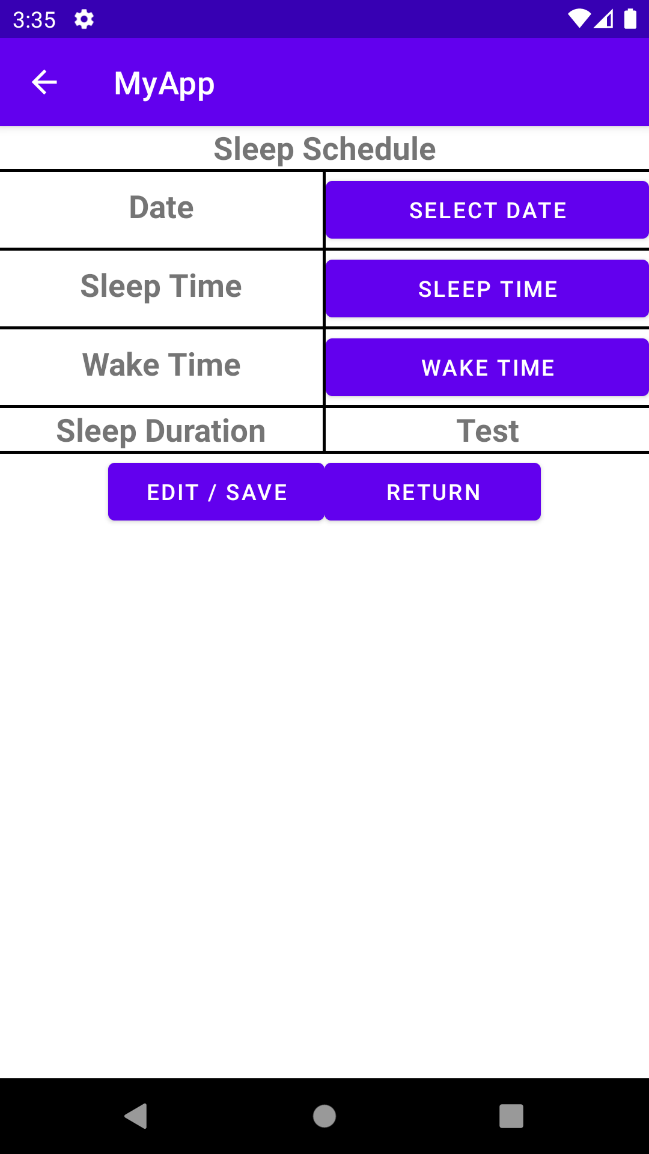 3:35
MyApp
Sleep Schedule
Date SELECT DATE
Sleep Time SLEEP TIME
Wake Time WAKE TIME
Sleep Duration Test
EDIT / SAVE RETURN